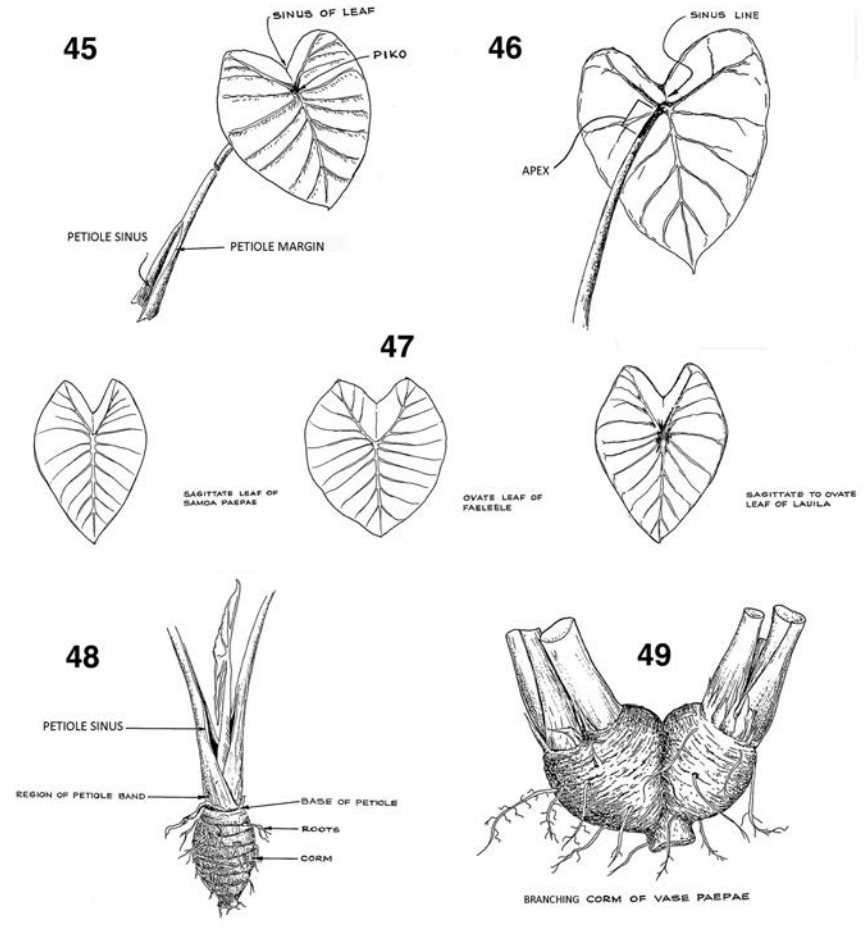 45
SINUS OF LEAF
PIKO
PETIOLE SINUS
PETIOLE MARGIN
46
SINUS LINE
APEX
47
SAGITTATE LEAF OF
SAMOA PAEPAE
OVATE LEAF OF
FAELEELE
SAGITTATE TO OVATE
LEAF OF LAUILA
48
PETIOLE SINUS
REGION OF PETIOLE BAND
BASE OF PETIOLE
ROOTS
CORM
49
BRANCHING CORM OF VASE PAEPAE